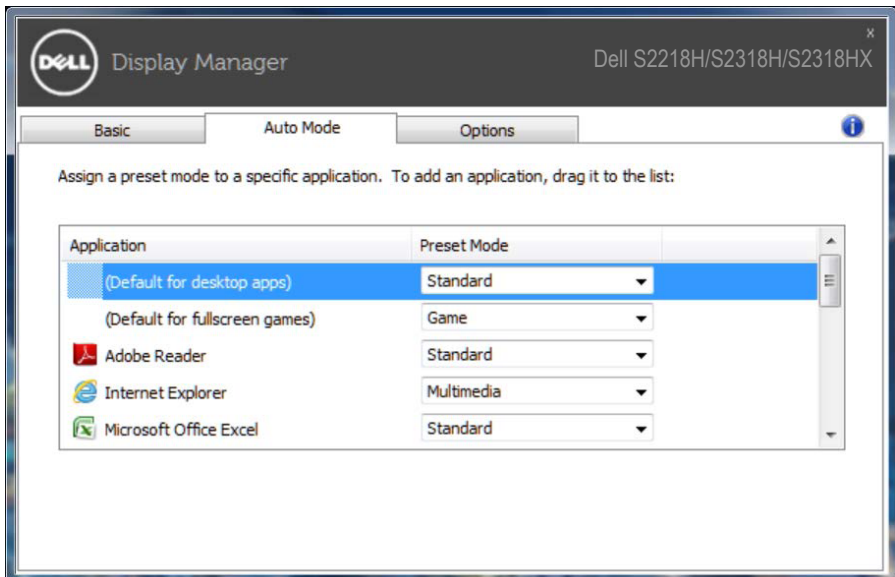 x
DELL Display Manager Dell S2218H/S2318H/S2318HX
Basic Auto Mode Options
Assign a preset mode to a specific application. To add an application, drag it to the list:
Application Preset Mode
(Default for desktop apps) Standard
(Default for fullscreen games) Game
Adobe Reader Standard
Internet Explorer Multimedia
Microsoft Office Excel Standard